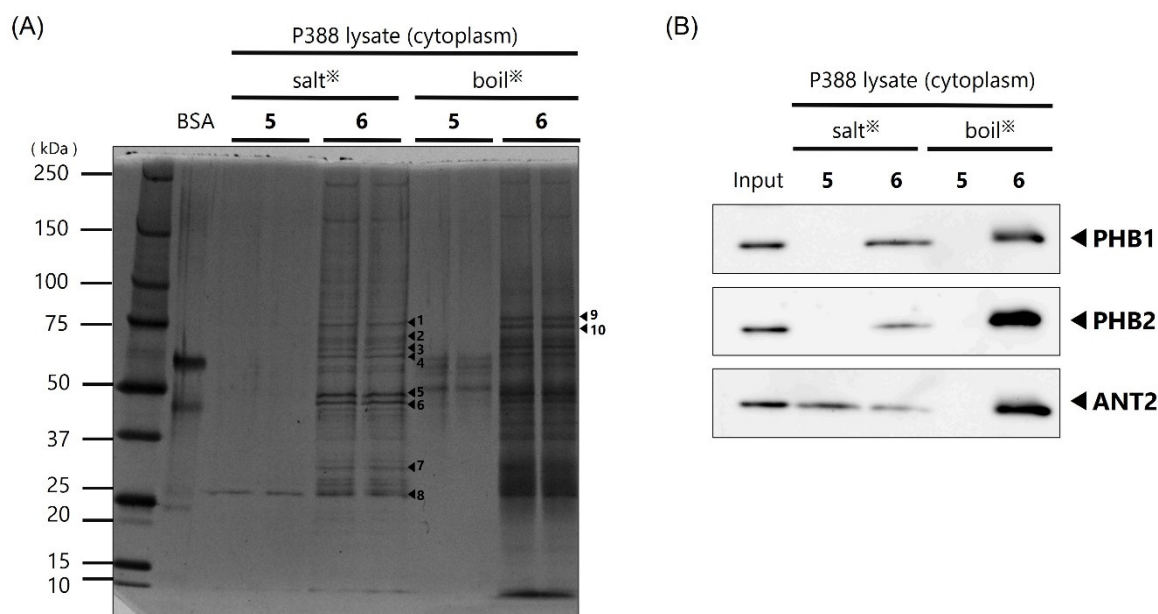 (A)
P388 lysate (cytoplasm)
salt※ boil※
BSA 5 6 5 6
( kDa )
250
150
100
75
50
37
25
20
15
10
◀1
◀2
◀3
◀4
◀5
◀6
◀7
◀8
◀9
◀10
(B)
P388 lysate (cytoplasm)
salt※ boil※
Input 5 6 5 6
◀PHB1
◀PHB2
◀ANT2